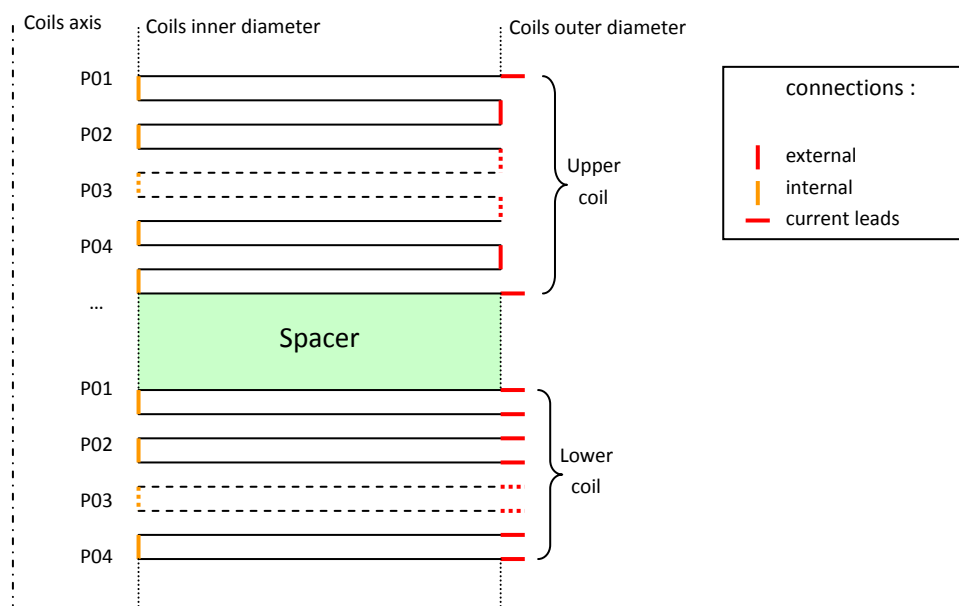 Coils axis
Coils inner diameter
Coils outer diameter
P01
P02
P03
P04
...
Upper
coil
connections :
external
internal
current leads
Spacer
P01
P02
P03
P04
Lower
coil